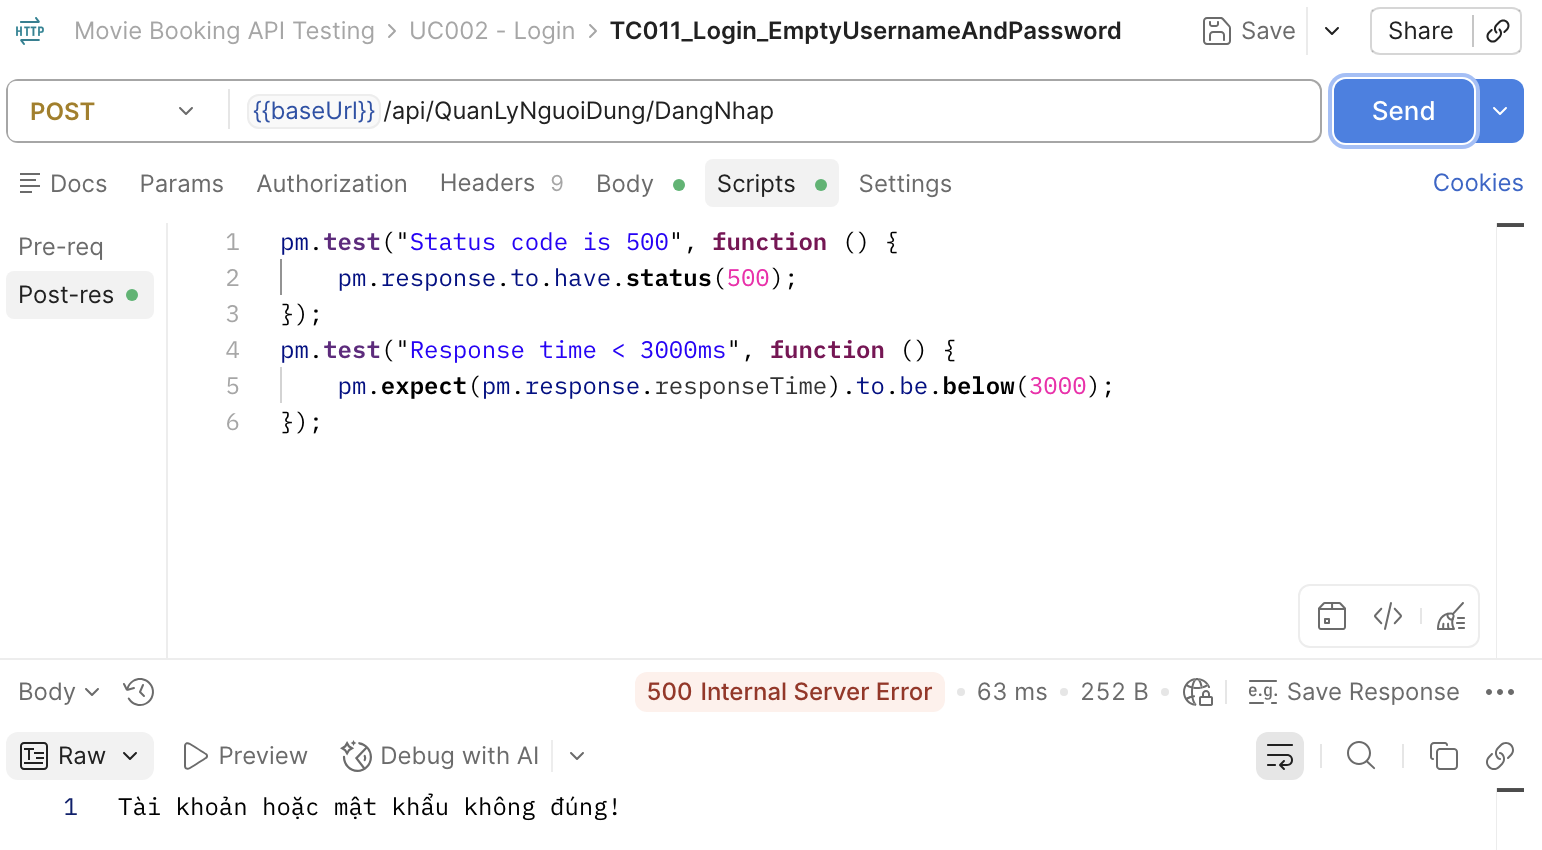 HTTP Movie Booking API Testing > UC002 - Login > TC011_Login_EmptyUsernameAndPassword Save Share
POST {{baseUrl}}/api/QuanLyNguoiDung/DangNhap Send
Docs Params Authorization Headers 9 Body Scripts Settings Cookies
Pre-req
Post-res
1 pm.test("Status code is 500", function () {
2 pm.response.to.have.status(500);
3 });
4 pm.test("Response time < 3000ms", function () {
5 pm.expect(pm.response.responseTime).to.be.below(3000);
6 });
Body 500 Internal Server Error 63 ms 252 B e.g. Save Response
Raw Preview Debug with AI
1 Tài khoản hoặc mật khẩu không đúng!